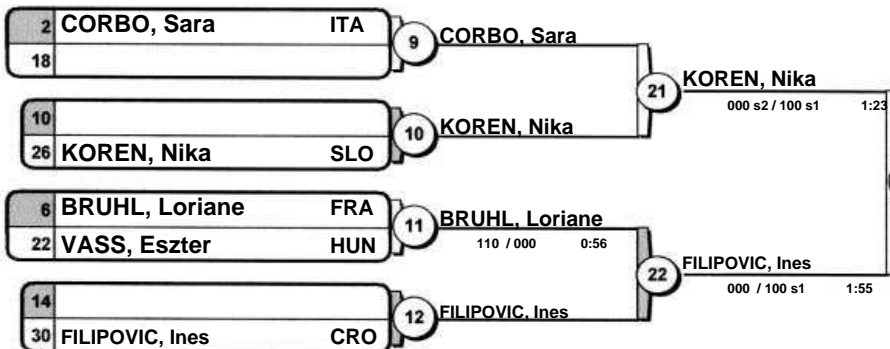 2 CORBO, Sara ITA
18
9
CORBO, Sara
10
26 KOREN, Nika SLO
10
KOREN, Nika
21
KOREN, Nika
000 s2 / 100 s1 1:23
6 BRUHL, Loriane FRA
22 VASS, Eszter HUN
11
BRUHL, Loriane
110 / 000 0:56
14
30 FILIPOVIC, Ines CRO
12
FILIPOVIC, Ines
22
FILIPOVIC, Ines
000 / 100 s1 1:55